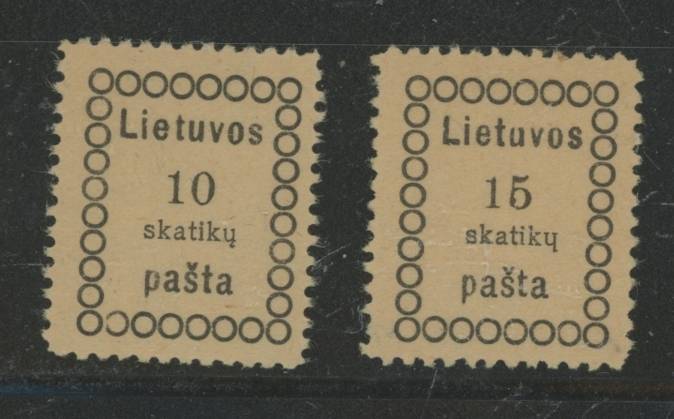 Lietuvos
10
skatikų
pašta
Lietuvos
15
skatikų
pašta